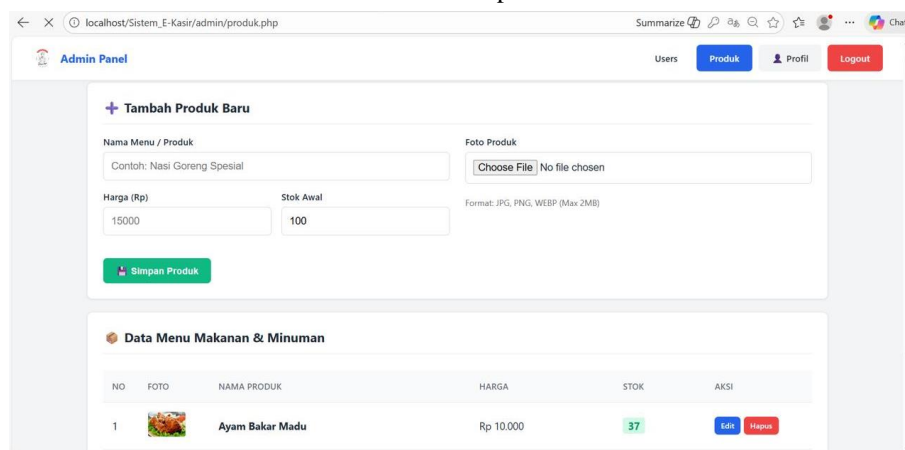 localhost/Sistem_E-Kasir/admin/produk.php
Summarize
Admin Panel
Users
Produk
Profil
Logout
Tambah Produk Baru
Nama Menu / Produk
Contoh: Nasi Goreng Spesial
Foto Produk
Choose File No file chosen
Format: JPG, PNG, WEBP (Max 2MB)
Harga (Rp)
Stok Awal
15000
100
Simpan Produk
Data Menu Makanan & Minuman
NO FOTO NAMA PRODUK HARGA STOK AKSI
1 Ayam Bakar Madu Rp 10.000 37 Edit Hapus